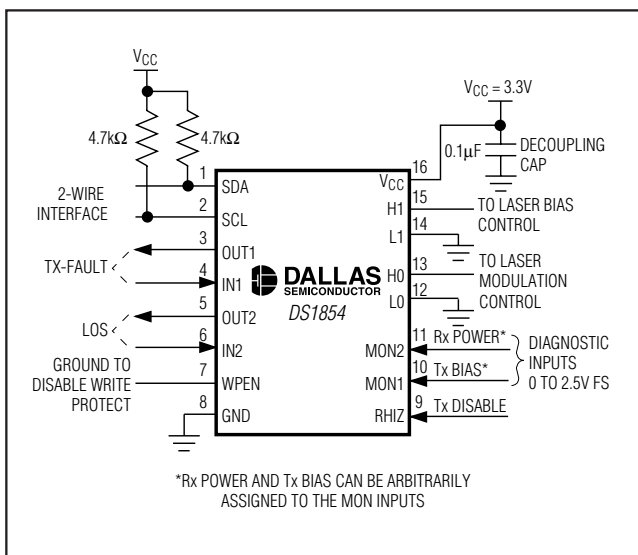 VCC
4.7kΩ
4.7kΩ
2-WIRE
INTERFACE
TX-FAULT
LOS
GROUND TO
DISABLE WRITE
PROTECT
1
SDA
2
SCL
3
OUT1
4
IN1
5
OUT2
6
IN2
7
WPEN
8
GND
DALLAS
SEMICONDUCTOR
DS1854
VCC = 3.3V
0.1µF
DECOUPLING
CAP
16
VCC
15
H1
TO LASER BIAS
CONTROL
14
L1
13
H0
TO LASER
MODULATION
CONTROL
12
L0
11
MON2
Rx POWER*
10
MON1
Tx BIAS*
DIAGNOSTIC
INPUTS
0 TO 2.5V FS
9
RHIZ
Tx DISABLE
*Rx POWER AND Tx BIAS CAN BE ARBITRARILY
ASSIGNED TO THE MON INPUTS